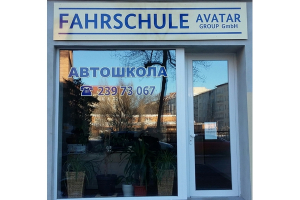 FAHRSCHULE AVATAR
GROUP GmbH
АВТОШКОЛА
☎ 239 73 067